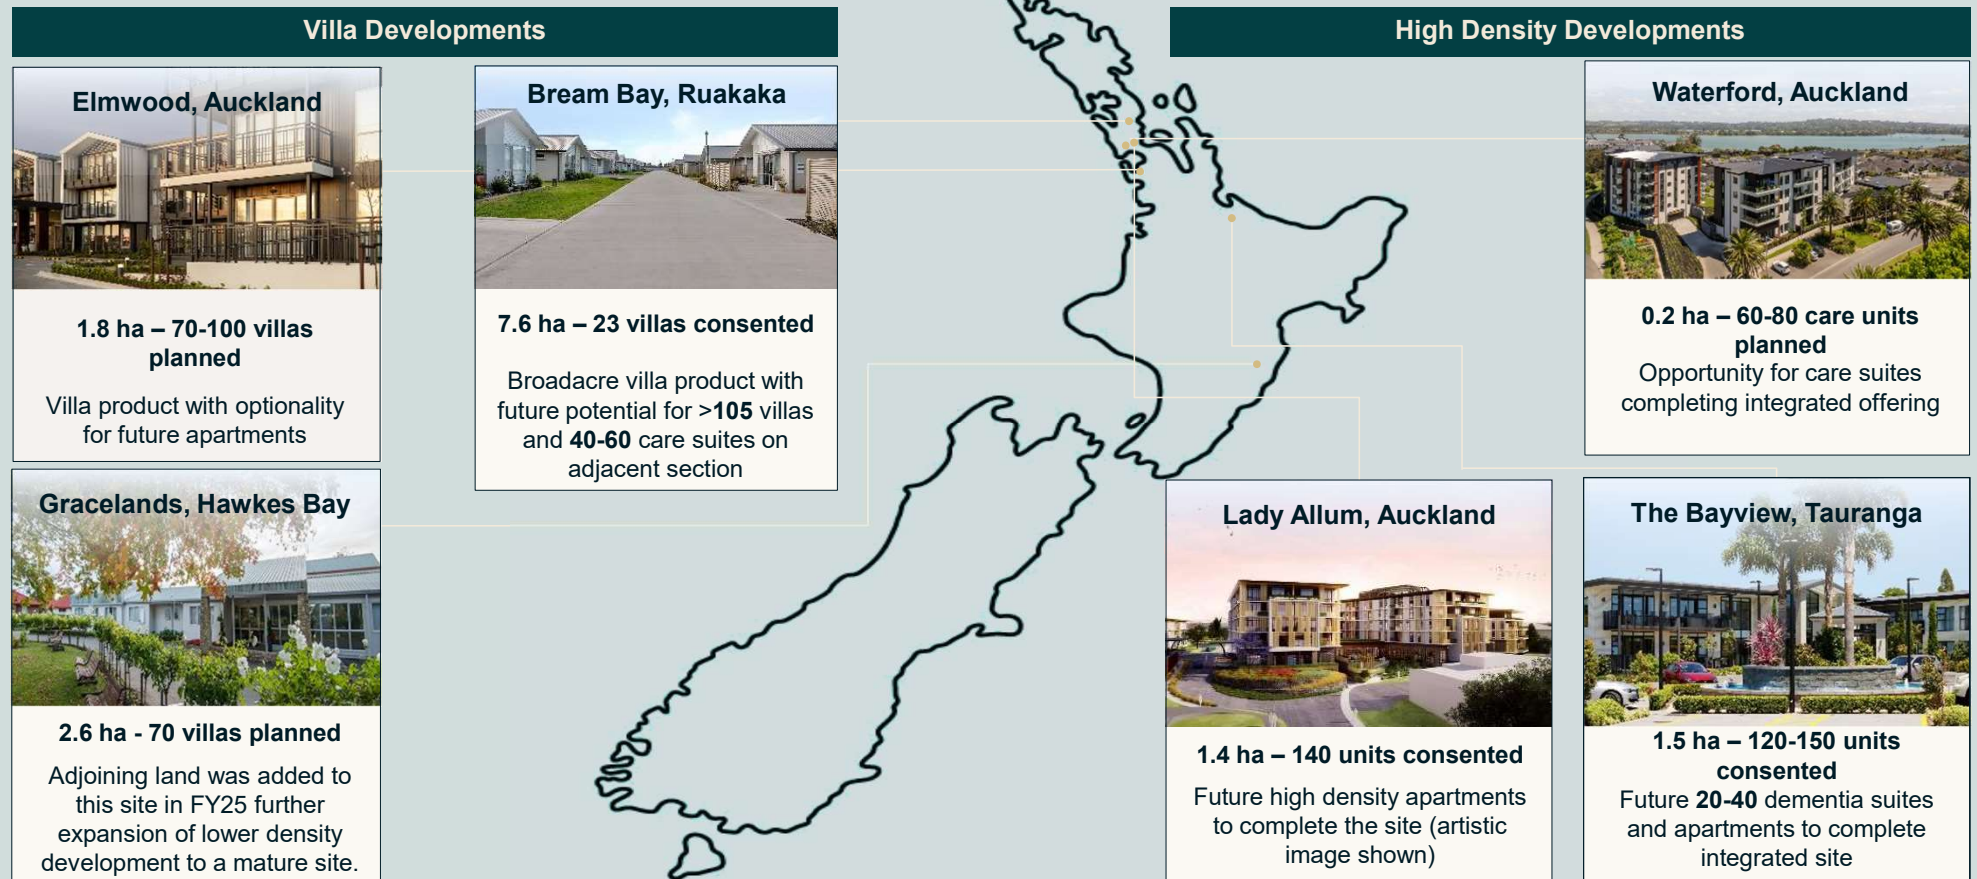 Villa Developments
High Density Developments
Elmwood, Auckland
1.8 ha – 70-100 villas
planned
Villa product with optionality
for future apartments
Bream Bay, Ruakaka
7.6 ha – 23 villas consented
Broadacre villa product with
future potential for >105 villas
and 40-60 care suites on
adjacent section
Gracelands, Hawkes Bay
2.6 ha - 70 villas planned
Adjoining land was added to
this site in FY25 further
expansion of lower density
development to a mature site.
Waterford, Auckland
0.2 ha – 60-80 care units
planned
Opportunity for care suites
completing integrated offering
Lady Allum, Auckland
1.4 ha – 140 units consented
Future high density apartments
to complete the site (artistic
image shown)
The Bayview, Tauranga
1.5 ha – 120-150 units
consented
Future 20-40 dementia suites
and apartments to complete
integrated site